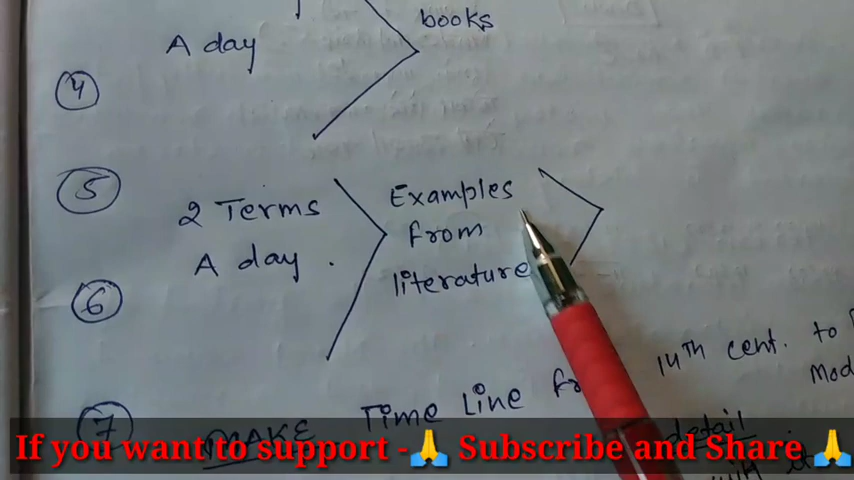 books
A day
4
5
2 Terms
Examples
A day.
from
literature
6
14TH cent. to
Mod
7
MAKE Time Line
detail
If you want to support -🙏 Subscribe and Share 🙏